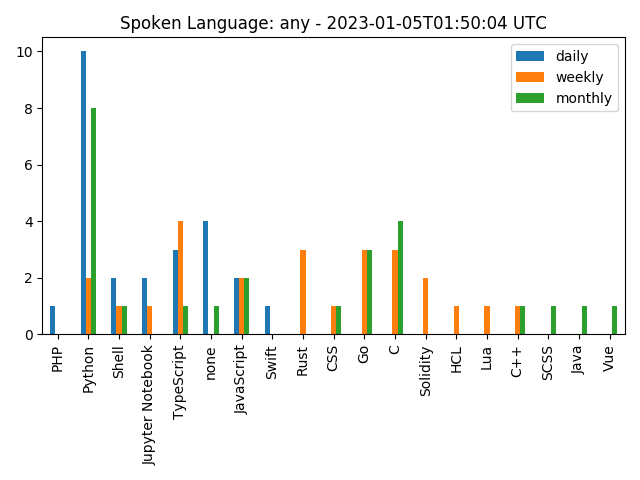 Spoken Language: any - 2023-01-05T01:50:04 UTC
daily
weekly
monthly
10
8
6
4
2
0
PHP
Python
Shell
Jupyter Notebook
TypeScript
none
JavaScript
Swift
Rust
CSS
Go
C
Solidity
HCL
Lua
C++
SCSS
Java
Vue